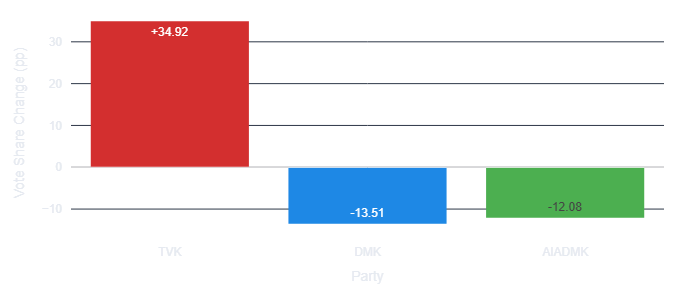 Vote Share Change (pp)
30
20
10
0
−10
+34.92
-13.51
-12.08
TVK
DMK
AIADMK
Party